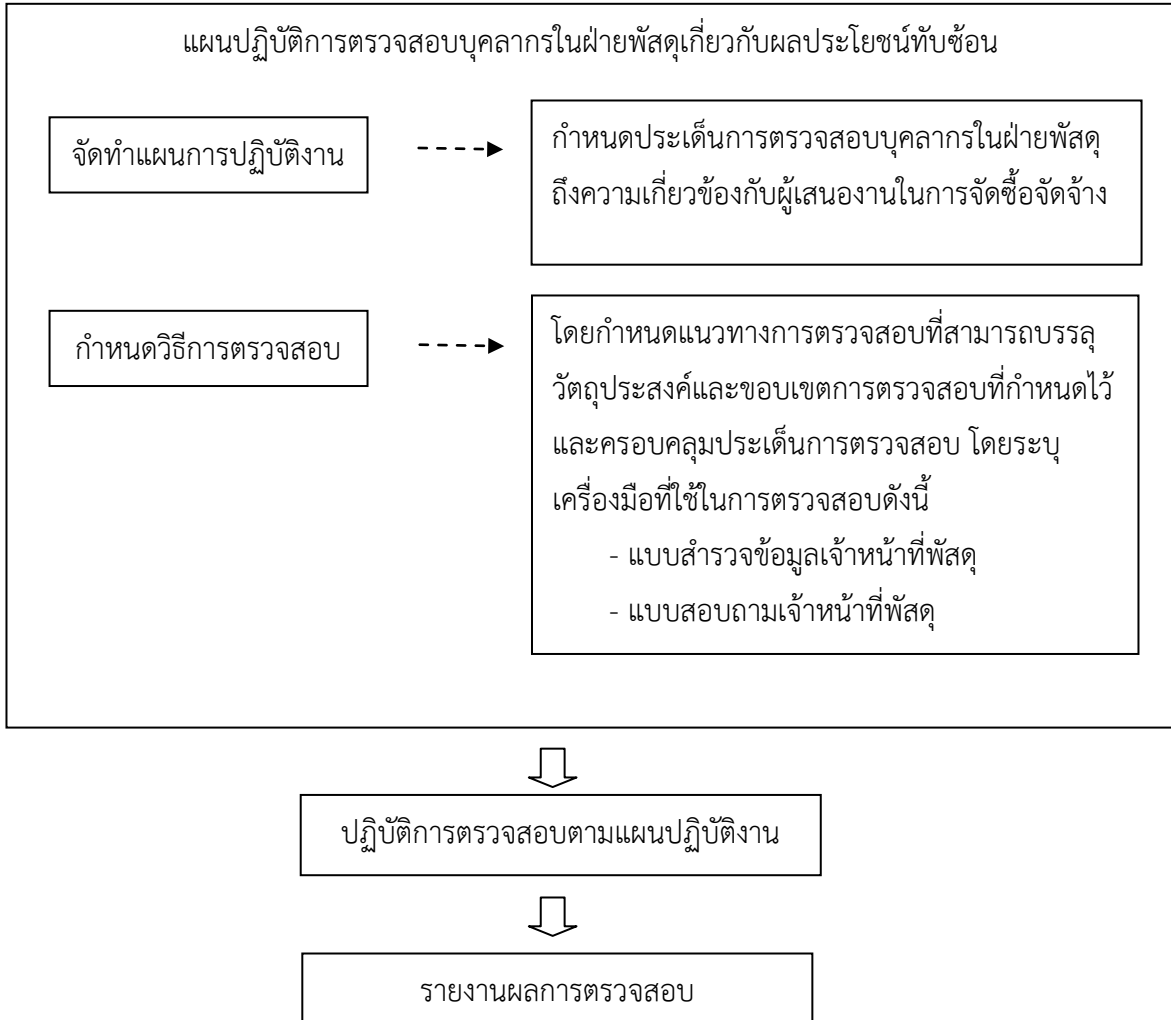 แผนปฏิบัติการตรวจสอบบุคลากรในฝ่ายพัสดุเกี่ยวกับผลประโยชน์ทับซ้อน
จัดทำแผนการปฏิบัติงาน
กำหนดประเด็นการตรวจสอบบุคลากรในฝ่ายพัสดุ
ถึงความเกี่ยวข้องกับผู้เสนองานในการจัดซื้อจัดจ้าง
กำหนดวิธีการตรวจสอบ
โดยกำหนดแนวทางการตรวจสอบที่สามารถบรรลุ
วัตถุประสงค์และขอบเขตการตรวจสอบที่กำหนดไว้
และครอบคลุมประเด็นการตรวจสอบ โดยระบุ
เครื่องมือที่ใช้ในการตรวจสอบดังนี้
- แบบสำรวจข้อมูลเจ้าหน้าที่พัสดุ
- แบบสอบถามเจ้าหน้าที่พัสดุ
ปฏิบัติการตรวจสอบตามแผนปฏิบัติงาน
รายงานผลการตรวจสอบ